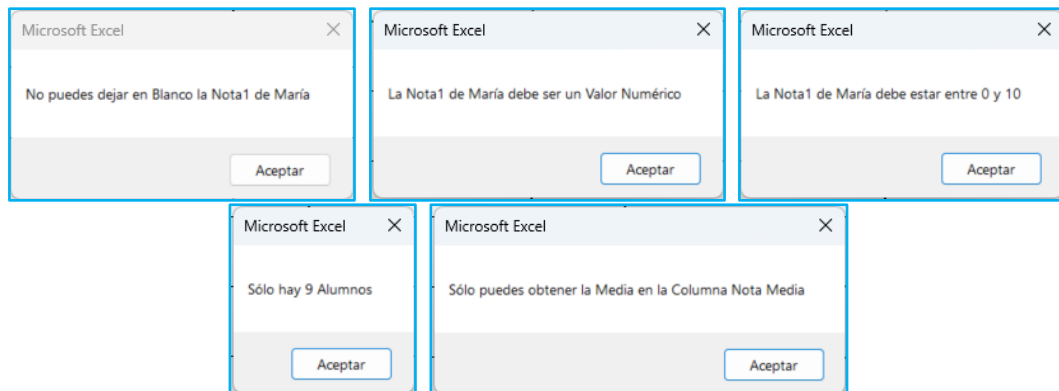 Microsoft Excel
No puedes dejar en Blanco la Nota1 de María
Aceptar
Microsoft Excel
La Nota1 de María debe ser un Valor Numérico
Aceptar
Microsoft Excel
La Nota1 de María debe estar entre 0 y 10
Aceptar
Microsoft Excel
Sólo hay 9 Alumnos
Aceptar
Microsoft Excel
Sólo puedes obtener la Media en la Columna Nota Media
Aceptar